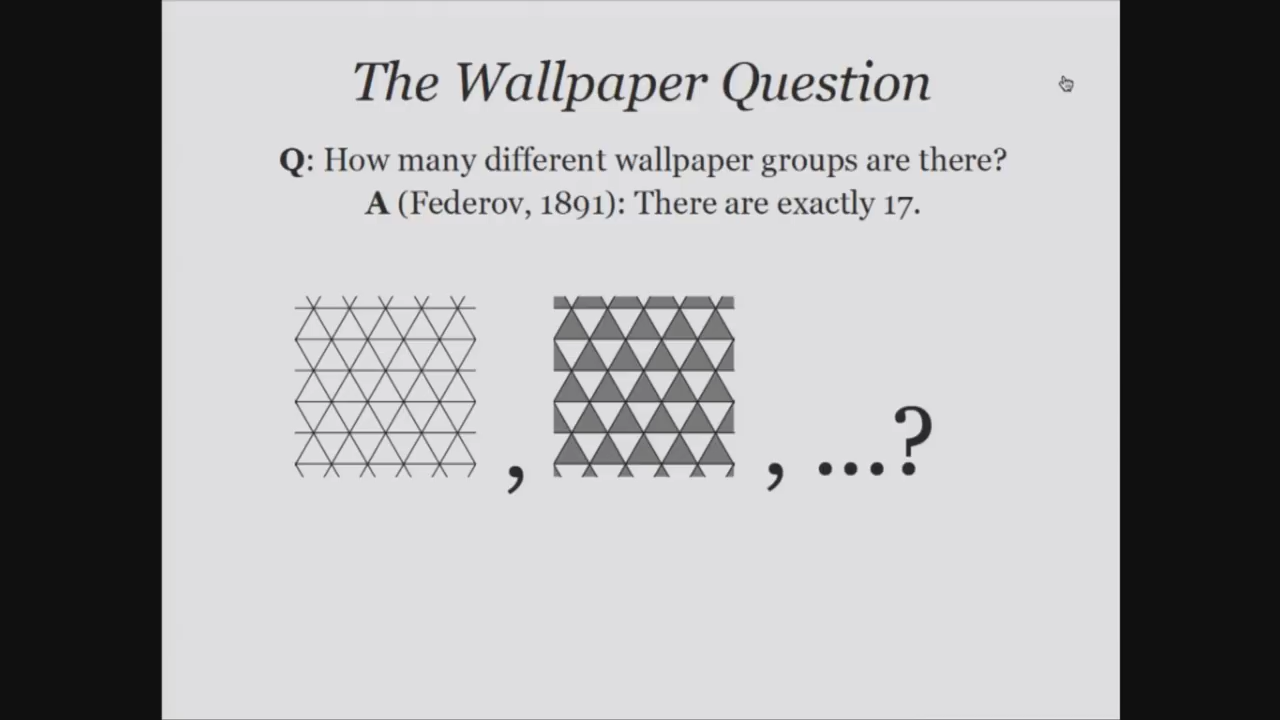 The Wallpaper Question
Q: How many different wallpaper groups are there?
A (Federov, 1891): There are exactly 17.
, , ...?